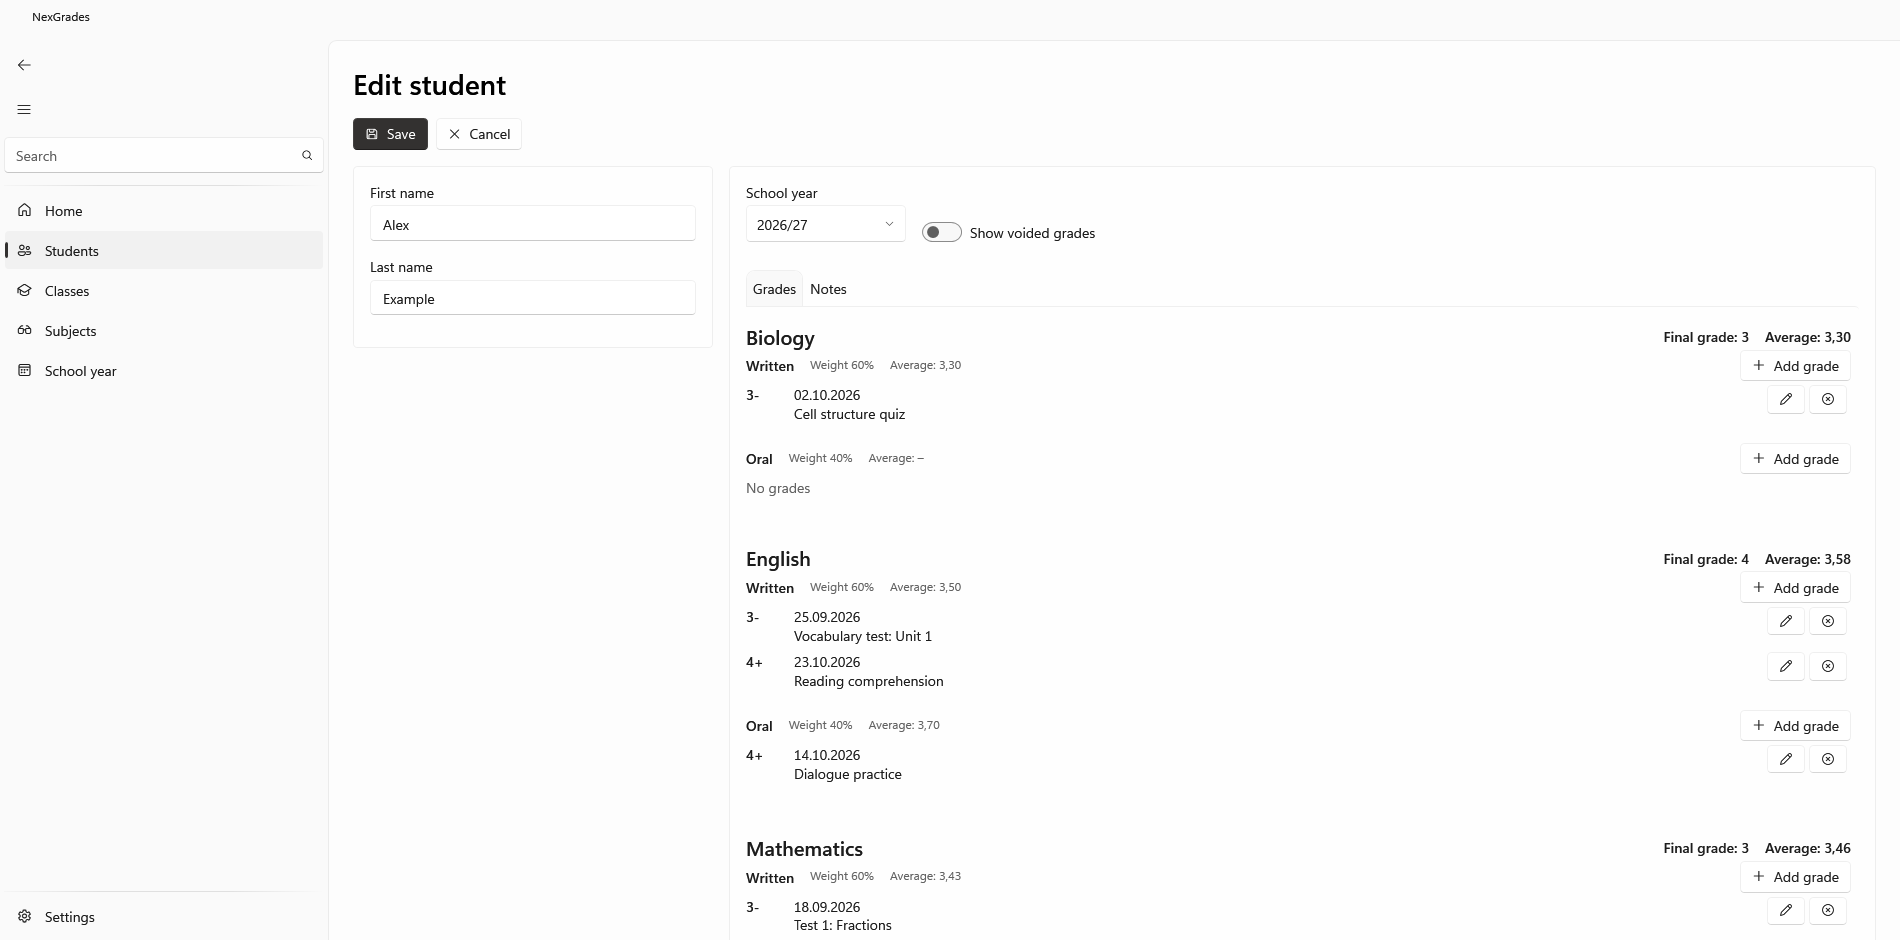 NexGrades
Edit student
Save
Cancel
Search
Home
Students
Classes
Subjects
School year
Settings
First name
Alex
Last name
Example
School year
2026/27
Show voided grades
Grades Notes
Biology Final grade: 3 Average: 3,30
Written Weight 60% Average: 3,30 + Add grade
3- 02.10.2026
Cell structure quiz
Oral Weight 40% Average: – + Add grade
No grades
English Final grade: 4 Average: 3,58
Written Weight 60% Average: 3,50 + Add grade
3- 25.09.2026
Vocabulary test: Unit 1
4+ 23.10.2026
Reading comprehension
Oral Weight 40% Average: 3,70 + Add grade
4+ 14.10.2026
Dialogue practice
Mathematics Final grade: 3 Average: 3,46
Written Weight 60% Average: 3,43 + Add grade
3- 18.09.2026
Test 1: Fractions